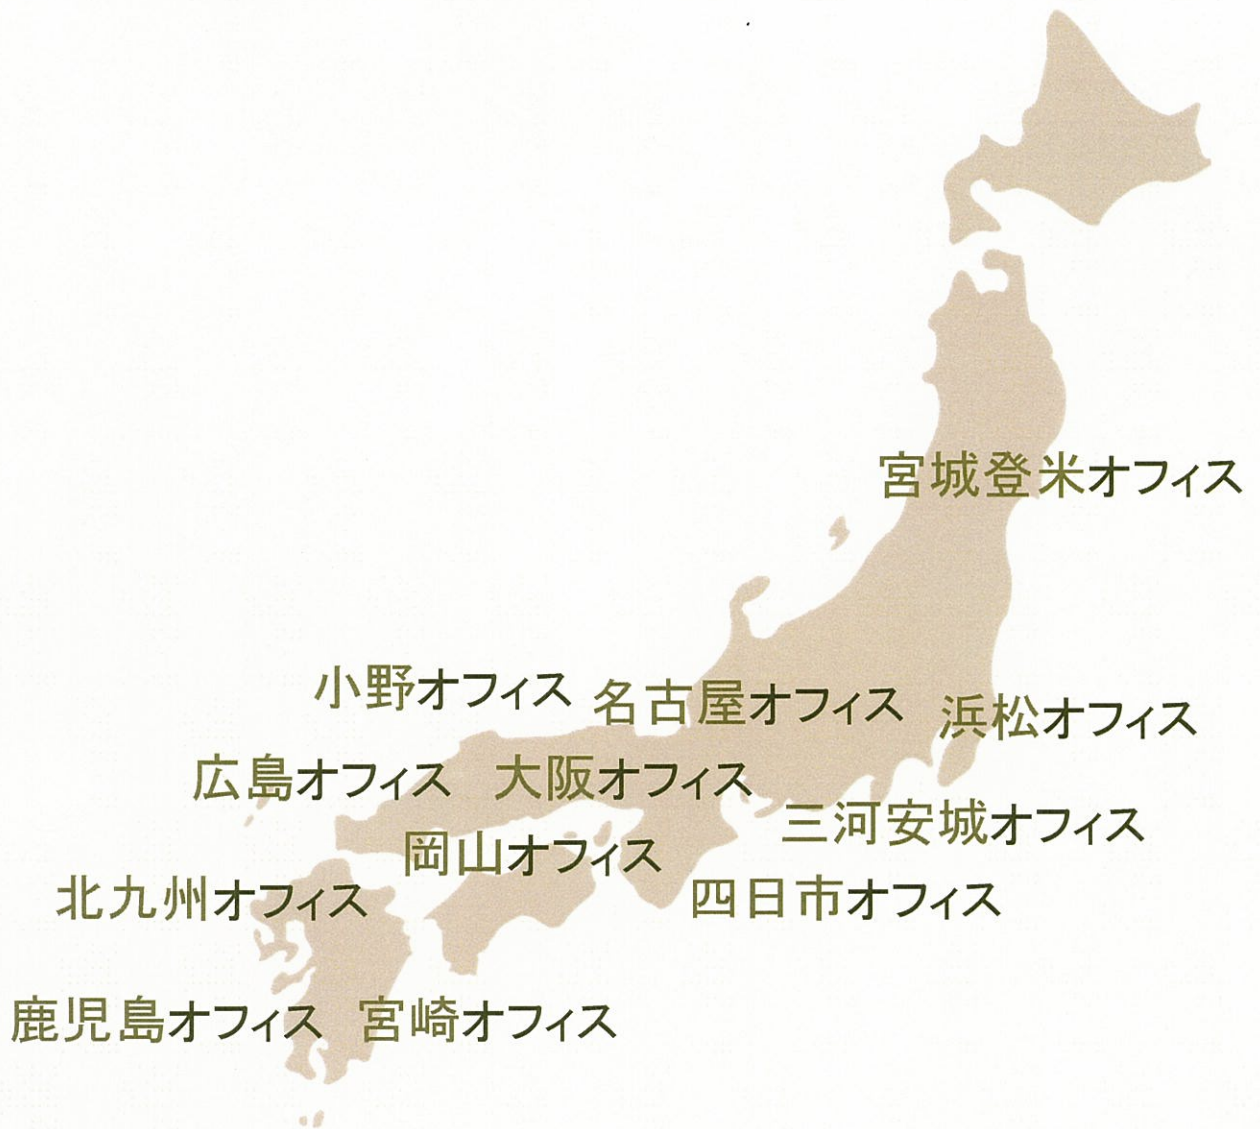 宮城登米オフィス
小野オフィス
名古屋オフィス
浜松オフィス
広島オフィス
大阪オフィス
三河安城オフィス
岡山オフィス
北九州オフィス
四日市オフィス
鹿児島オフィス
宮崎オフィス